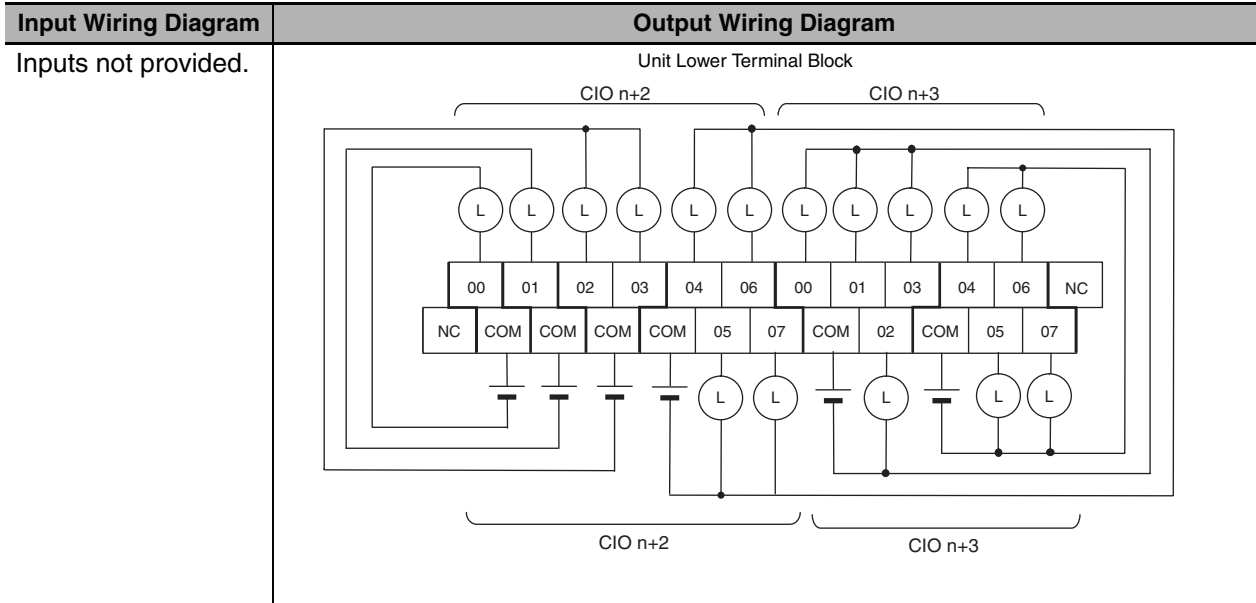 Input Wiring Diagram Output Wiring Diagram
Inputs not provided.
Unit Lower Terminal Block
CIO n+2 CIO n+3
L L L L L L L L L L L
00 01 02 03 04 06 00 01 03 04 06 NC
NC COM COM COM COM 05 07 COM 02 COM 05 07
L L L L L
CIO n+2 CIO n+3